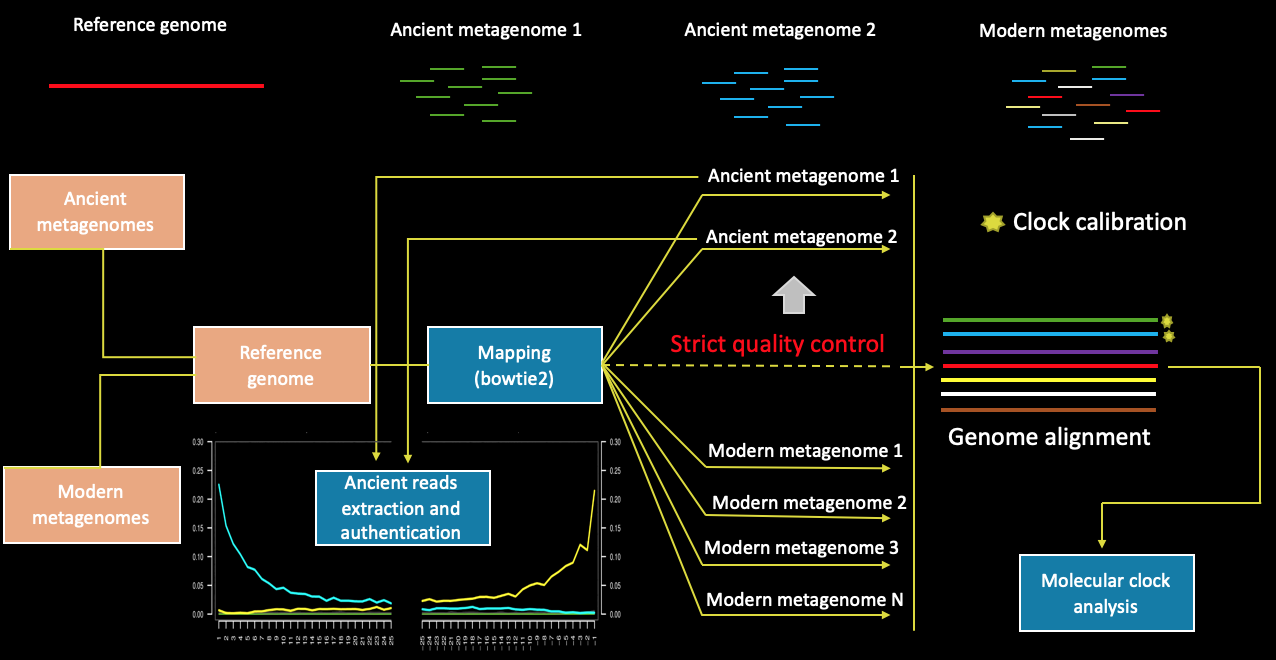 Reference genome
Ancient metagenome 1
Ancient metagenome 2
Modern metagenomes
Ancient
metagenomes
Ancient metagenome 1
Clock calibration
Ancient metagenome 2
Strict quality control
Reference
genome
Mapping
(bowtie2)
Genome alignment
Modern metagenome 1
Modern
metagenomes
Modern metagenome 2
Modern metagenome 3
Modern metagenome N
Ancient reads
extraction and
authentication
0.30
0.25
0.20
0.15
0.10
0.05
0.00
1 2 3 4 5 6 7 8 9 10 11 12 13 14 15 16 17 18 19 20 21 22 23 24 25
0.30
0.25
0.20
0.15
0.10
0.05
0.00
-25 -24 -23 -22 -21 -20 -19 -18 -17 -16 -15 -14 -13 -12 -11 -10 -9 -8 -7 -6 -5 -4 -3 -2 -1
Molecular clock
analysis